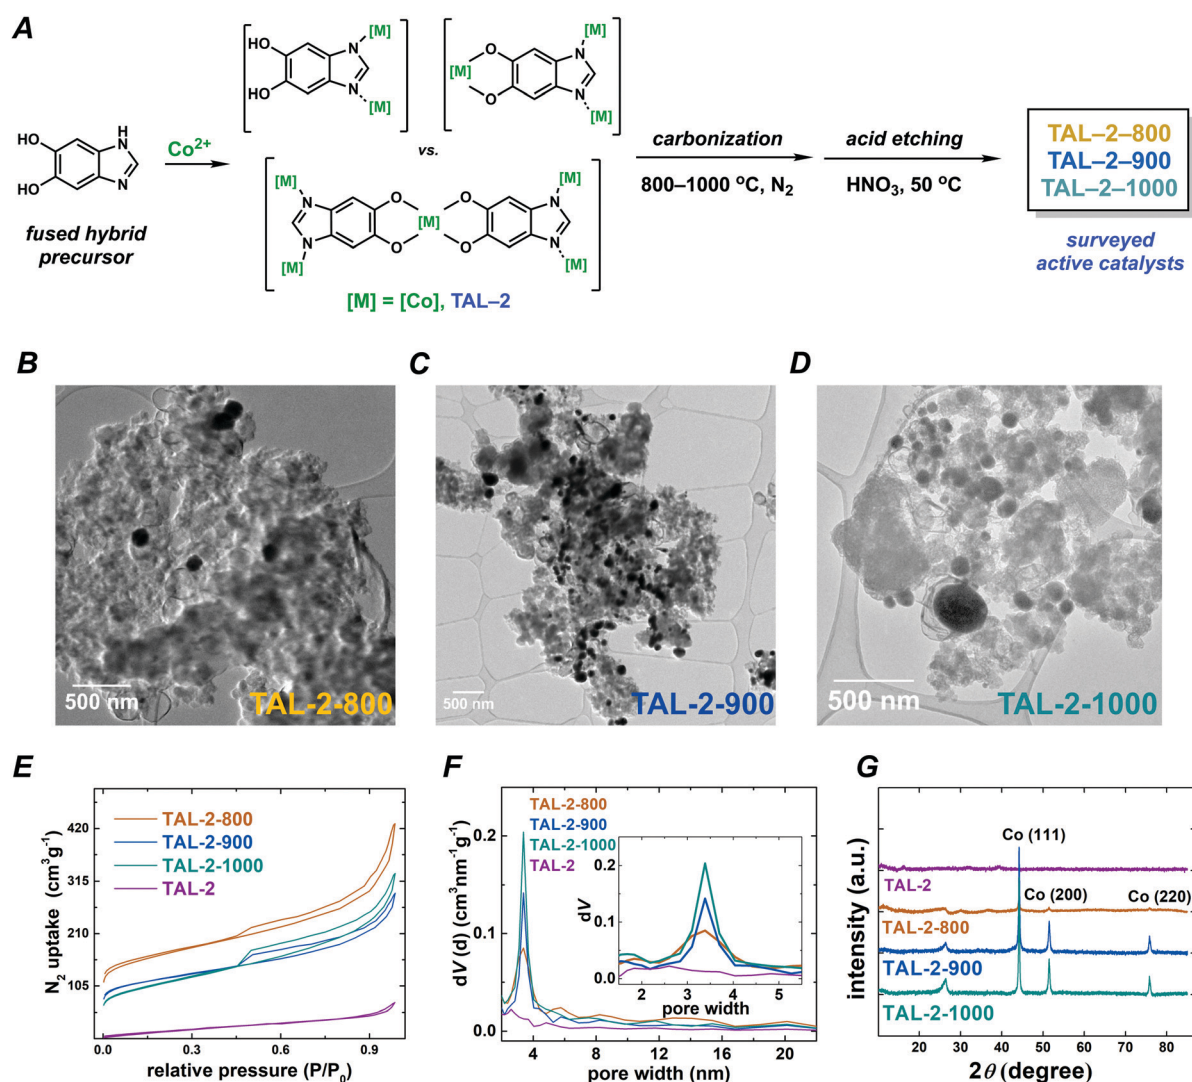 A
HO
HO
H
N
N
fused hybrid
precursor
Co2+
HO
HO
N
N
[M]
[M]
[M]
O
O
N
N
[M]
[M]
vs.
[M]
N
N
[M]
O
O
[M]
O
O
N
N
[M]
[M]
[M] = [Co], TAL–2
carbonization
800–1000 oC, N2
acid etching
HNO3, 50 oC
TAL–2–800
TAL–2–900
TAL–2–1000
surveyed
active catalysts
B
500 nm
TAL-2-800
C
500 nm
TAL-2-900
D
500 nm
TAL-2-1000
E
N2 uptake (cm3g-1)
420
315
210
105
TAL-2-800
TAL-2-900
TAL-2-1000
TAL-2
0.0 0.3 0.6 0.9
relative pressure (P/P0)
F
dV (d) (cm3nm-1g-1)
0.2
0.1
0.0
TAL-2-800
TAL-2-900
TAL-2-1000
TAL-2
dV
0.2
0.1
0.0
2 3 4 5
pore width
4 8 12 16 20
pore width (nm)
G
intensity (a.u.)
Co (111)
Co (200)
Co (220)
TAL-2
TAL-2-800
TAL-2-900
TAL-2-1000
20 30 40 50 60 70 80
2θ (degree)